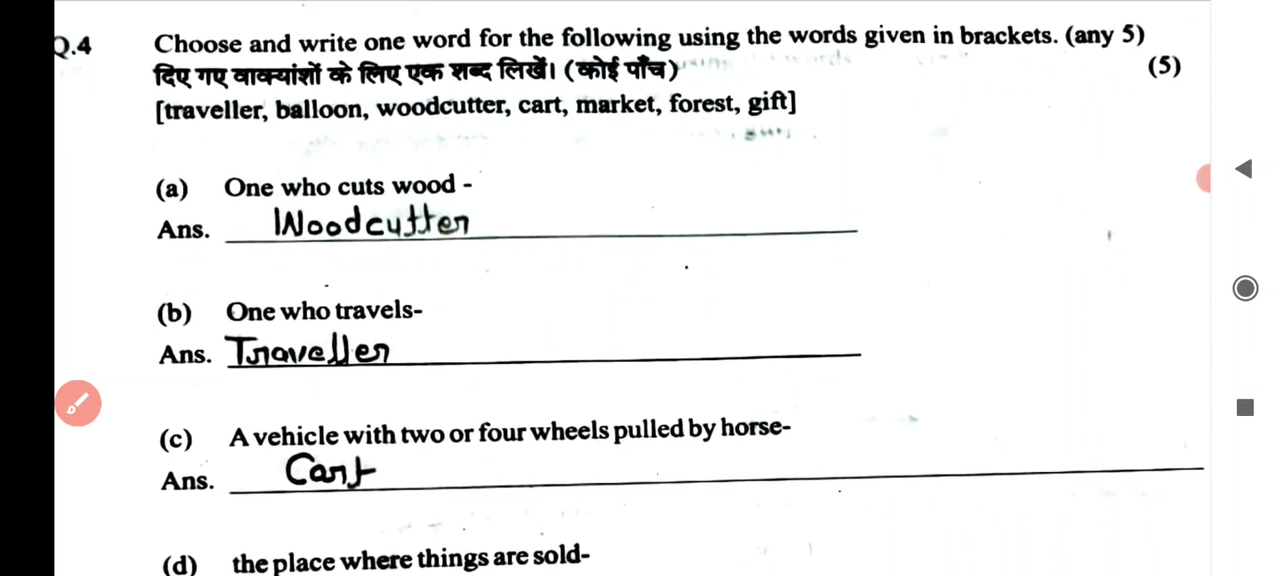 Q.4 Choose and write one word for the following using the words given in brackets. (any 5)
दिए गए वाक्यांशों के लिए एक शब्द लिखें। (कोई पाँच) (5)
[traveller, balloon, woodcutter, cart, market, forest, gift]
(a) One who cuts wood -
Ans. Woodcutter
(b) One who travels-
Ans. Traveller
(c) A vehicle with two or four wheels pulled by horse-
Ans. Cart
(d) the place where things are sold-